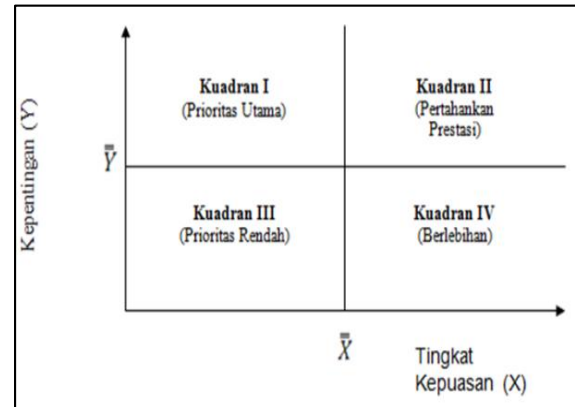 Kepentingan (Y)
Kuadran I
(Prioritas Utama)
Kuadran II
(Pertahankan
Prestasi)
Y̿
Kuadran III
(Prioritas Rendah)
Kuadran IV
(Berlebihan)
X̿
Tingkat
Kepuasan (X)